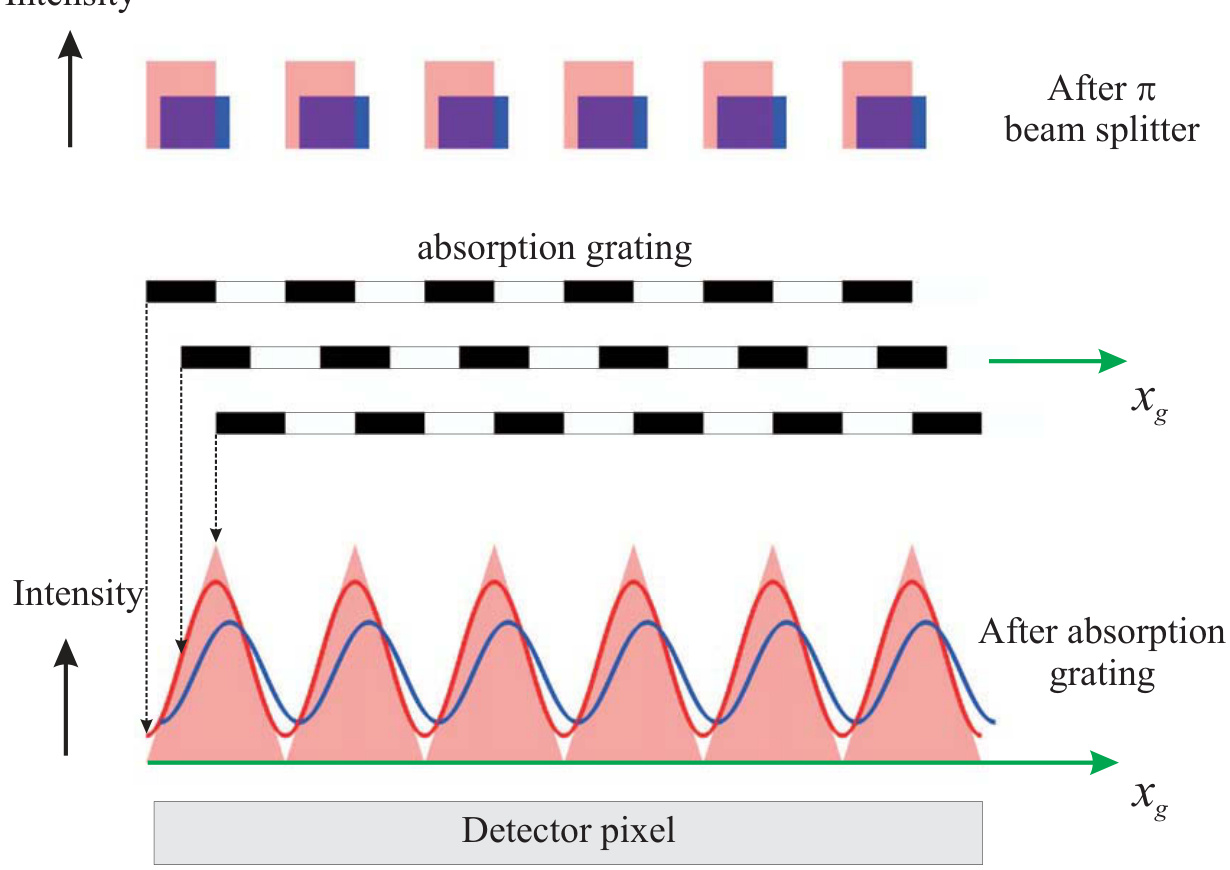 Intensity
After π
beam splitter
absorption grating
x_g
Intensity
After absorption
grating
x_g
Detector pixel